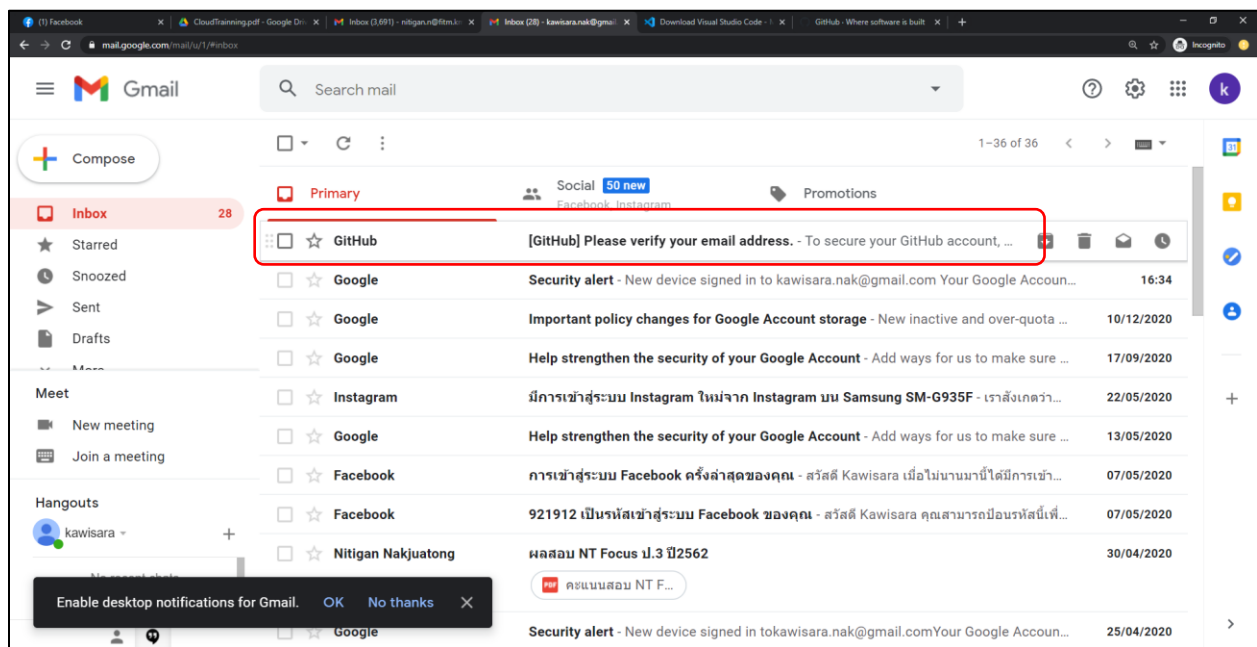 (1) Facebook
CloudTrainning.pdf - Google Driv
Inbox (3,691) - nitigan.n@fitm.km
Inbox (28) - kawisara.nak@gmail
Download Visual Studio Code -
GitHub · Where software is built
mail.google.com/mail/u/1/#inbox
Incognito
Gmail
Search mail
k
Compose
1–36 of 36
31
Primary
Social 50 new
Facebook, Instagram
Promotions
Inbox 28
Starred
Snoozed
Sent
Drafts
More
GitHub [GitHub] Please verify your email address. - To secure your GitHub account, ...
Google Security alert - New device signed in to kawisara.nak@gmail.com Your Google Accoun... 16:34
Google Important policy changes for Google Account storage - New inactive and over-quota ... 10/12/2020
Google Help strengthen the security of your Google Account - Add ways for us to make sure ... 17/09/2020
Instagram มีการเข้าสู่ระบบ Instagram ใหม่จาก Instagram บน Samsung SM-G935F - เราสังเกตว่า... 22/05/2020
Google Help strengthen the security of your Google Account - Add ways for us to make sure ... 13/05/2020
Facebook การเข้าสู่ระบบ Facebook ครั้งล่าสุดของคุณ - สวัสดี Kawisara เมื่อไม่นานมานี้ได้มีการเข้า... 07/05/2020
Facebook 921912 เป็นรหัสเข้าสู่ระบบ Facebook ของคุณ - สวัสดี Kawisara คุณสามารถป้อนรหัสนี้เพื่... 07/05/2020
Nitigan Nakjuatong ผลสอบ NT Focus ป.3 ปี2562 30/04/2020
PDF คะแนนสอบ NT F...
Google Security alert - New device signed in tokawisara.nak@gmail.comYour Google Accoun... 25/04/2020
Meet
New meeting
Join a meeting
Hangouts
kawisara
No recent chats
Enable desktop notifications for Gmail. OK No thanks